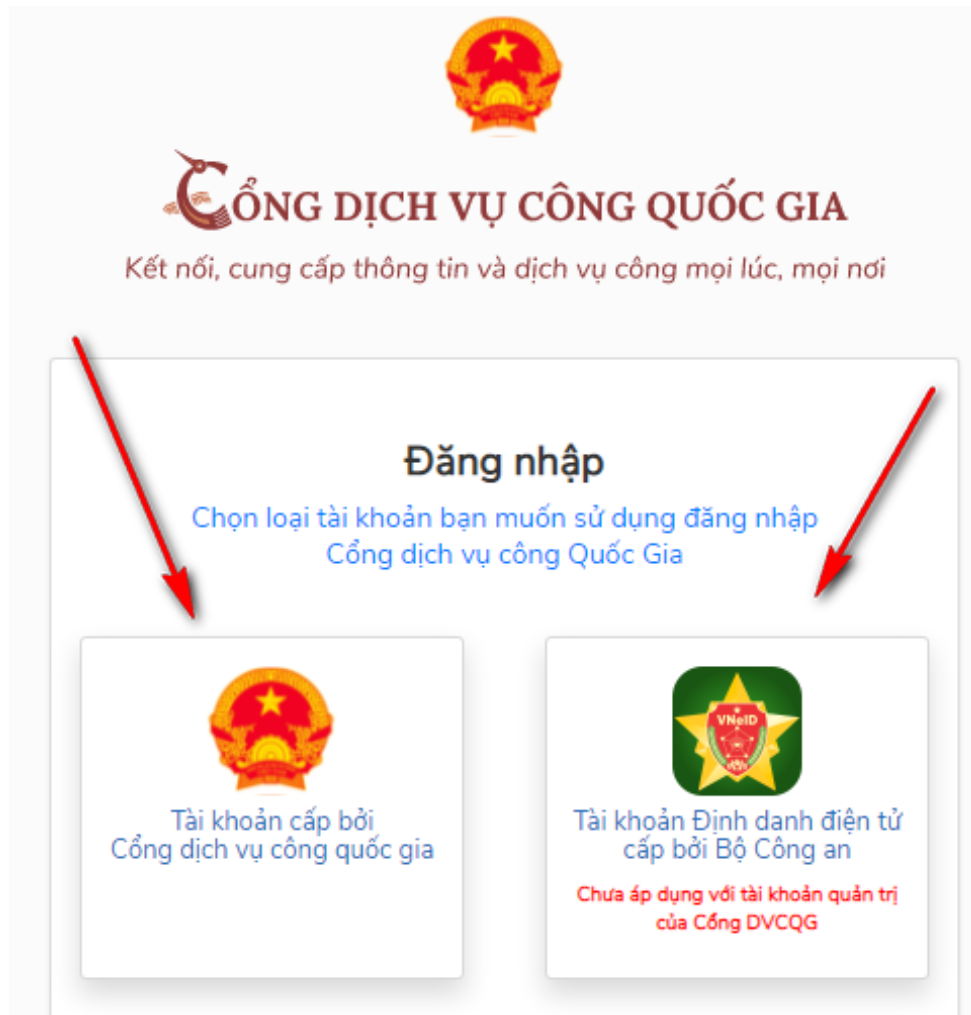 CỔNG DỊCH VỤ CÔNG QUỐC GIA
Kết nối, cung cấp thông tin và dịch vụ công mọi lúc, mọi nơi
Đăng nhập
Chọn loại tài khoản bạn muốn sử dụng đăng nhập
Cổng dịch vụ công Quốc Gia
Tài khoản cấp bởi
Cổng dịch vụ công quốc gia
VNeID
Tài khoản Định danh điện tử
cấp bởi Bộ Công an
Chưa áp dụng với tài khoản quản trị
của Cổng DVCQG